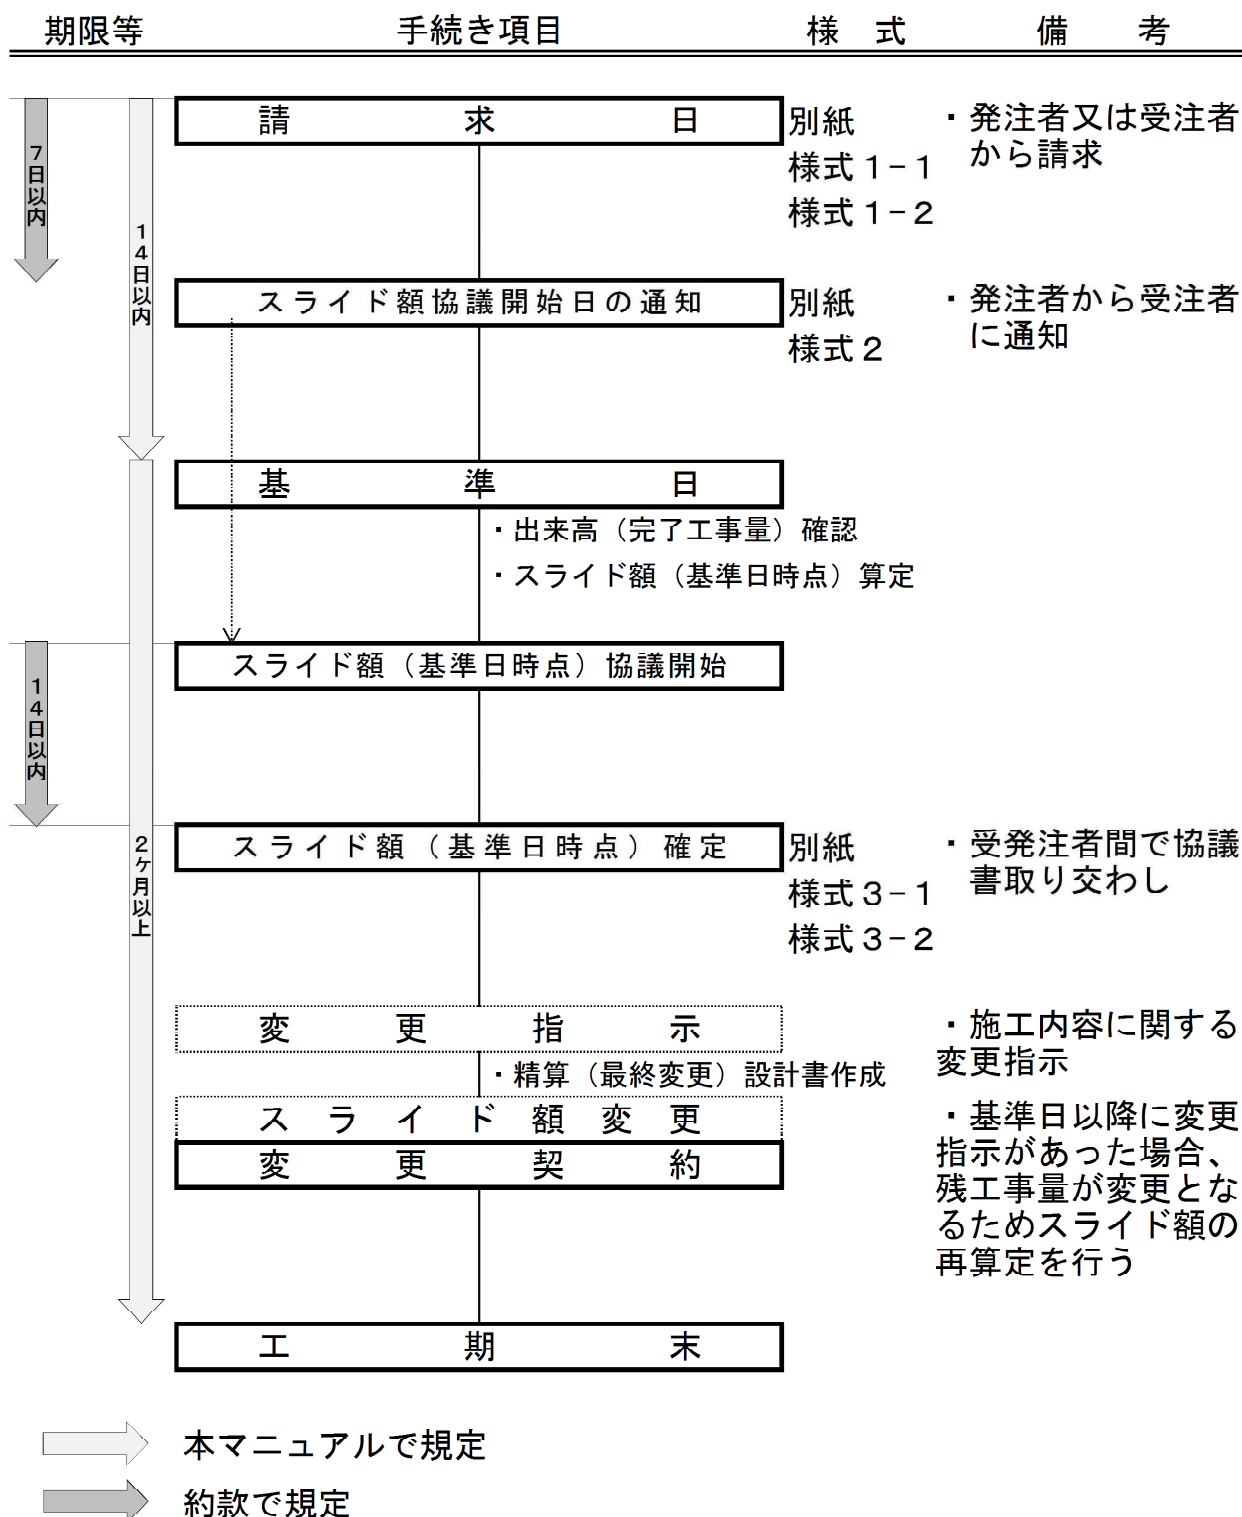 期限等　手続き項目　様　式　備　考
請求日
別紙
様式１－１
様式１－２
・発注者又は受注者
から請求
７日以内
１４日以内
スライド額協議開始日の通知
別紙
様式２
・発注者から受注者
に通知
基準日
・出来高（完了工事量）確認
・スライド額（基準日時点）算定
スライド額（基準日時点）協議開始
１４日以内
２ヶ月以上
スライド額（基準日時点）確定
別紙
様式３－１
様式３－２
・受発注者間で協議
書取り交わし
変更指示
・施工内容に関する
変更指示
・精算（最終変更）設計書作成
スライド額変更
変更契約
・基準日以降に変更
指示があった場合、
残工事量が変更とな
るためスライド額の
再算定を行う
工期末
本マニュアルで規定
約款で規定